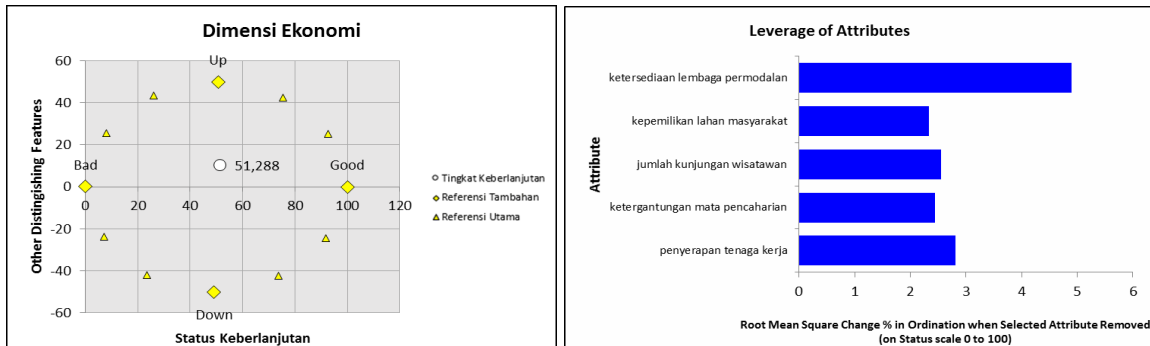 Dimensi Ekonomi
Up
60
40
20
0
-20
-40
-60
Other Distingishing Features
Bad
51,288
Good
0 20 40 60 80 100 120
Down
Status Keberlanjutan
Tingkat Keberlanjutan
Referensi Tambahan
Referensi Utama
Leverage of Attributes
Attribute
ketersediaan lembaga permodalan
kepemilikan lahan masyarakat
jumlah kunjungan wisatawan
ketergantungan mata pencaharian
penyerapan tenaga kerja
0 1 2 3 4 5 6
Root Mean Square Change % in Ordination when Selected Attribute Removed
(on Status scale 0 to 100)